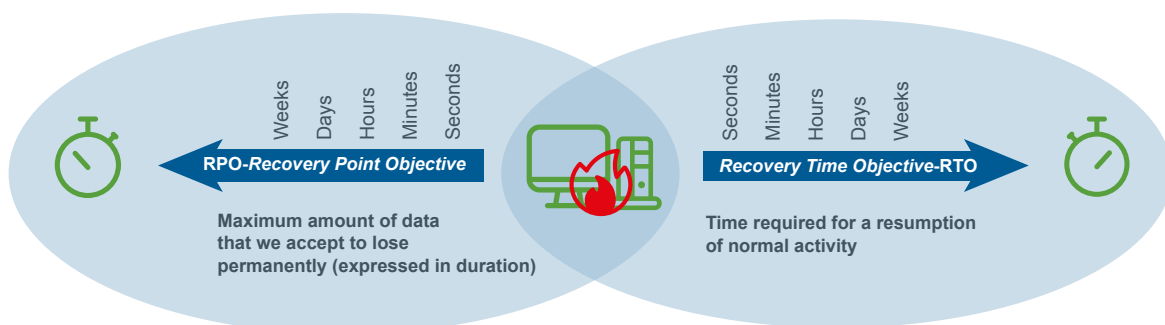 Weeks
Days
Hours
Minutes
Seconds
RPO-Recovery Point Objective
Maximum amount of data
that we accept to lose
permanently (expressed in duration)
Seconds
Minutes
Hours
Days
Weeks
Recovery Time Objective-RTO
Time required for a resumption
of normal activity